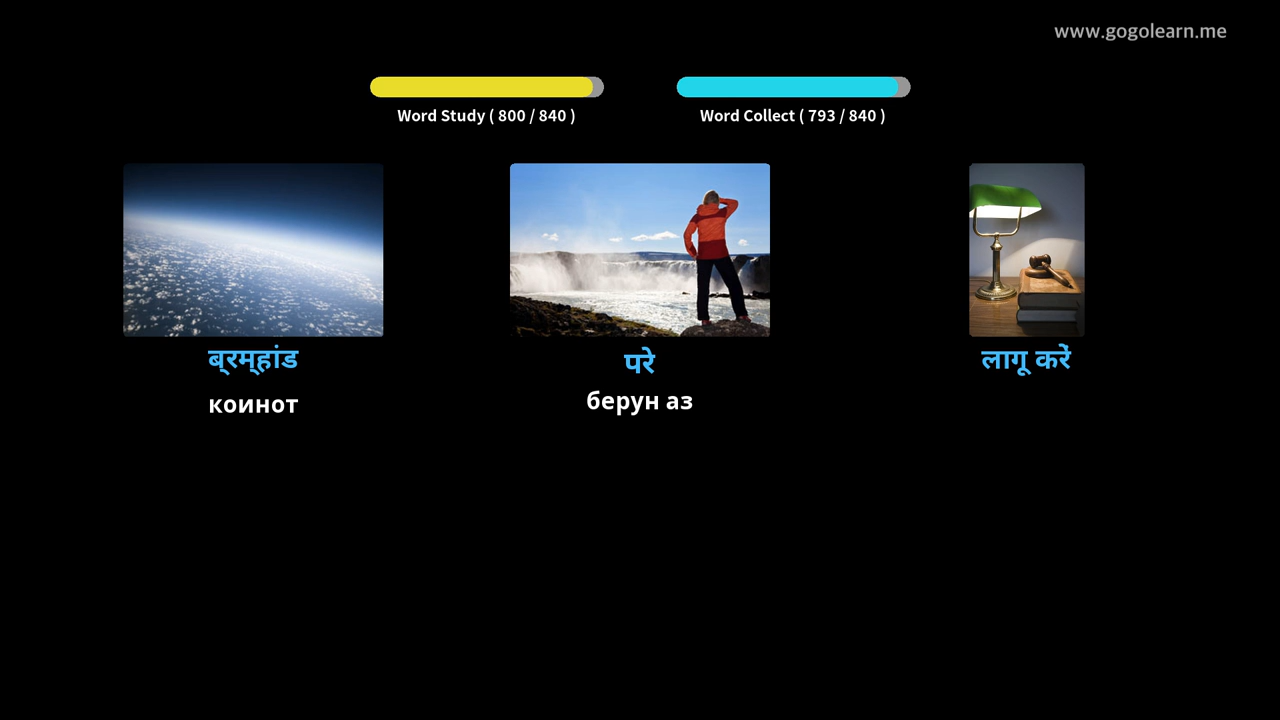 www.gogolearn.me
Word Study ( 800 / 840 )
Word Collect ( 793 / 840 )
ब्रम्हांड
коинот
परे
берун аз
लागू करें